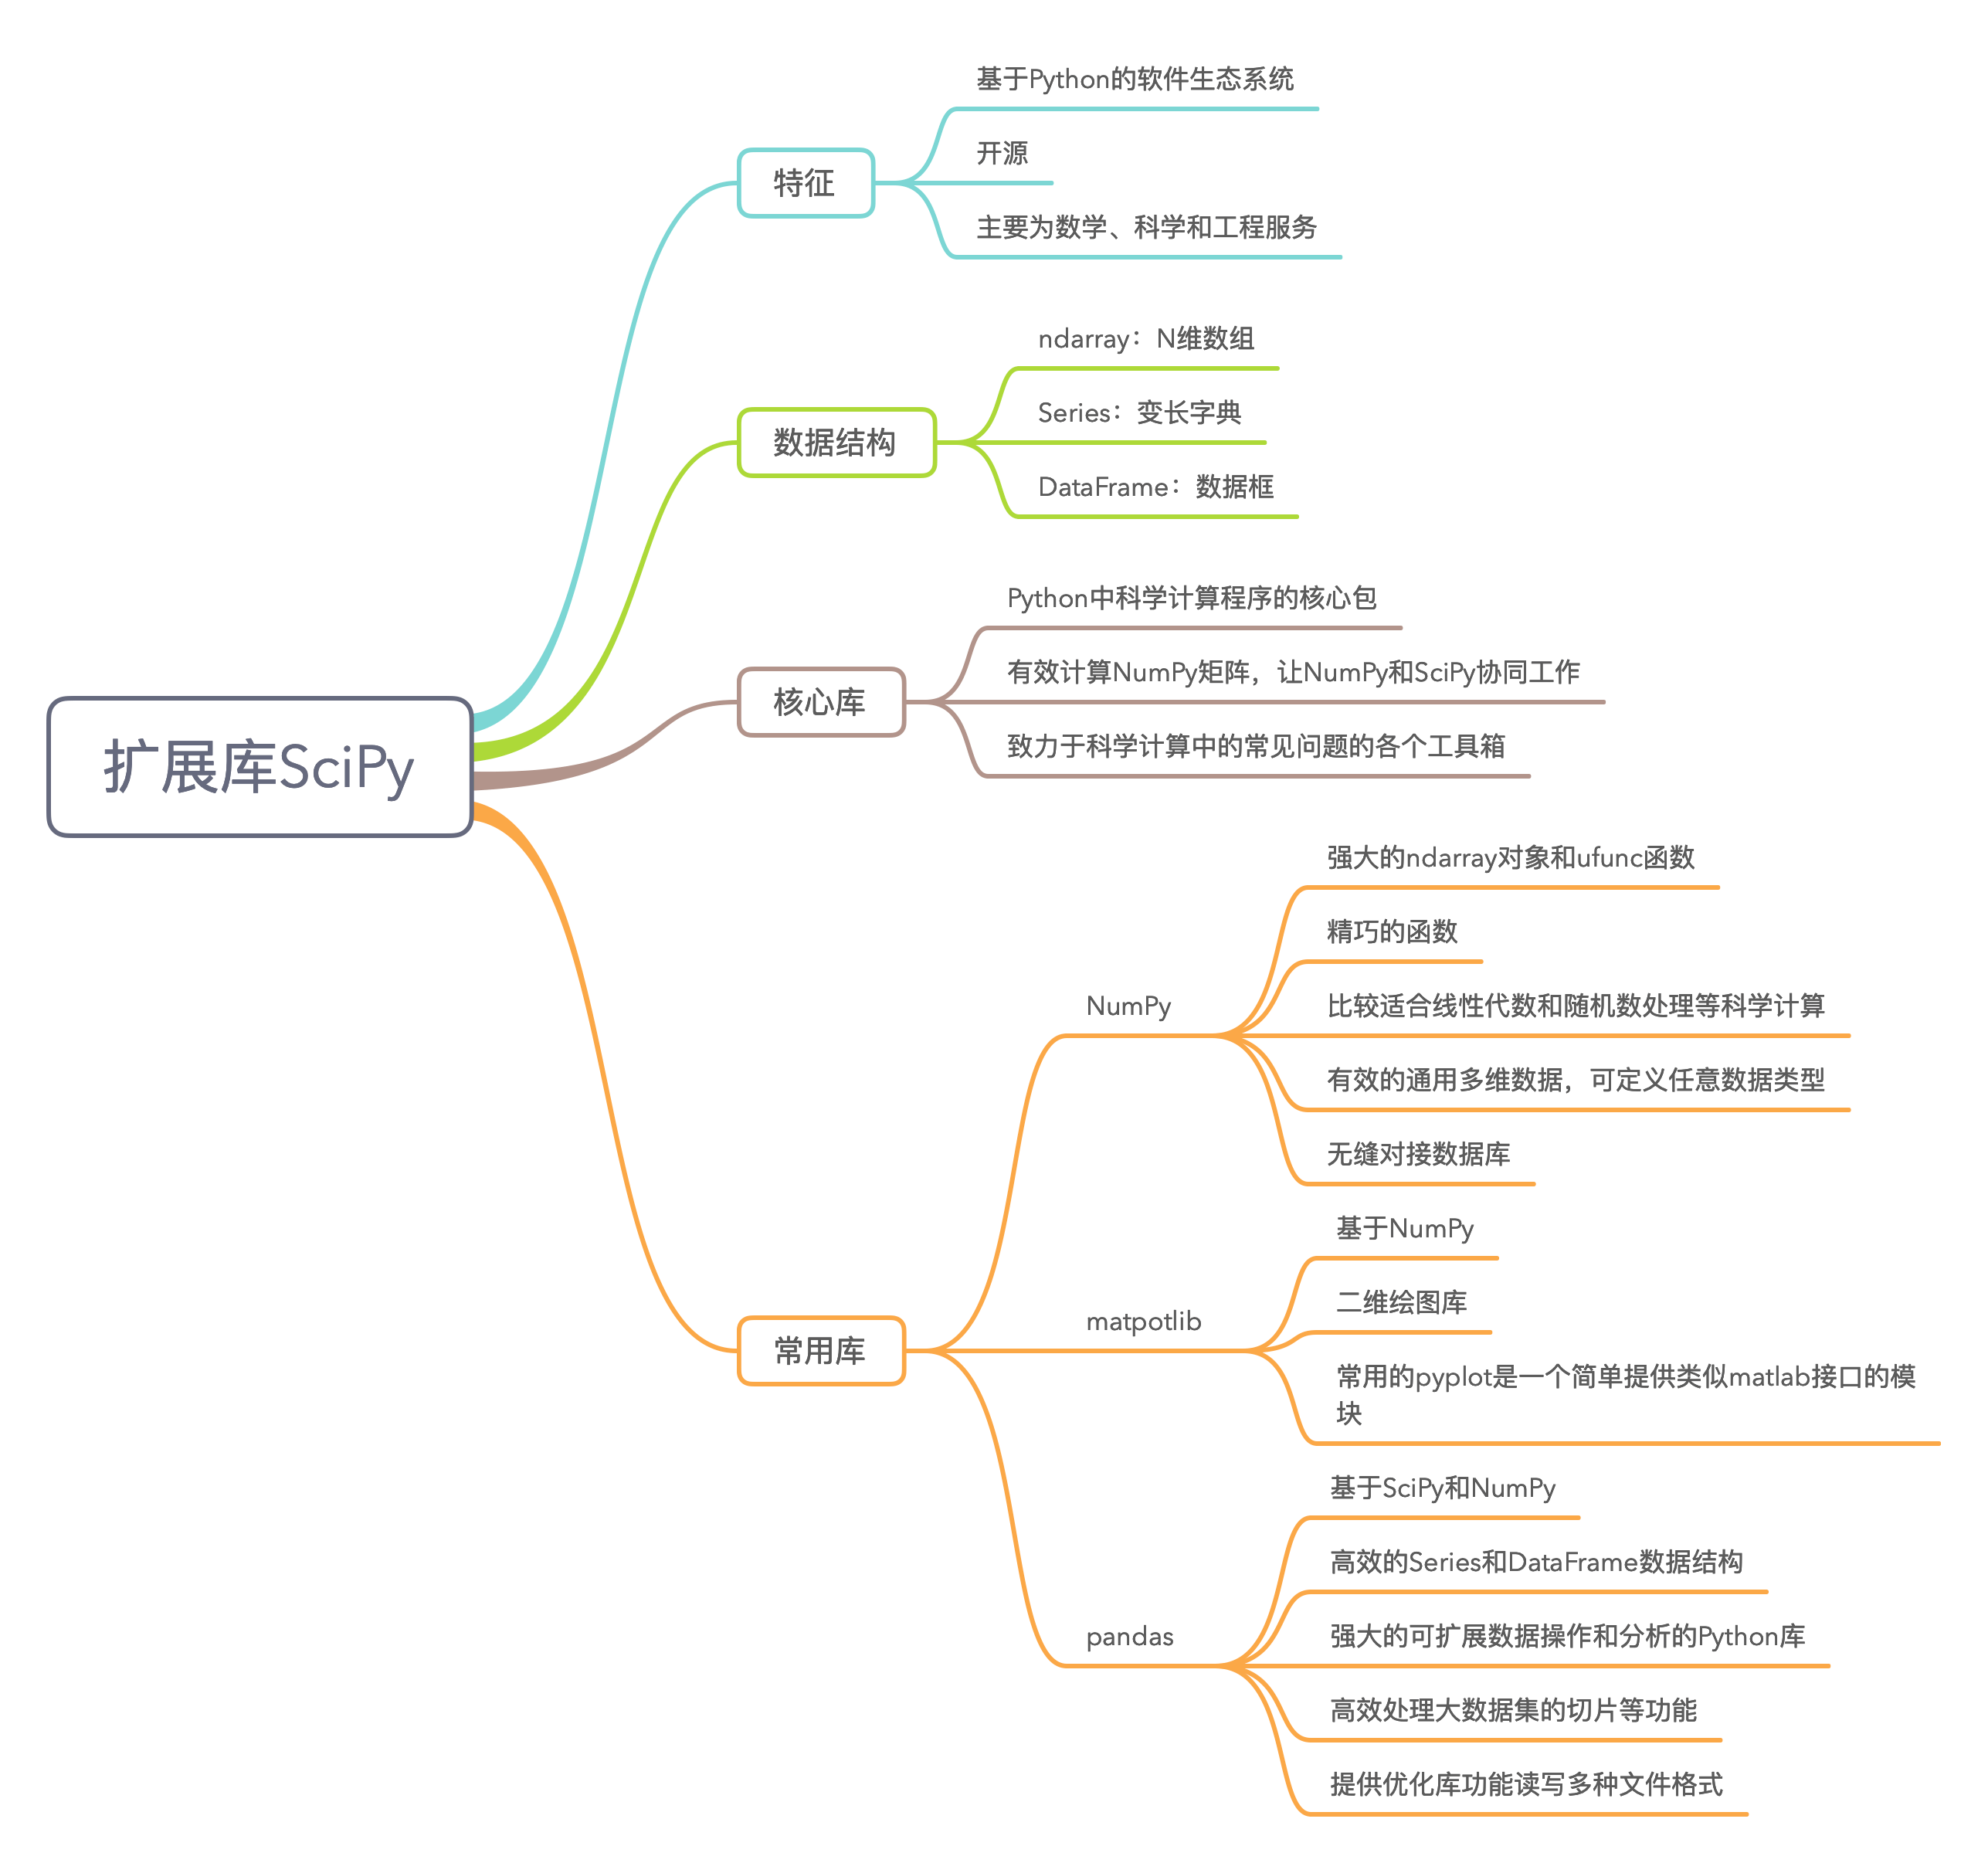 扩展库SciPy
特征
基于Python的软件生态系统
开源
主要为数学、科学和工程服务
数据结构
ndarray：N维数组
Series：变长字典
DataFrame：数据框
核心库
Python中科学计算程序的核心包
有效计算NumPy矩阵，让NumPy和SciPy协同工作
致力于科学计算中的常见问题的各个工具箱
常用库
NumPy
强大的ndarray对象和ufunc函数
精巧的函数
比较适合线性代数和随机数处理等科学计算
有效的通用多维数据，可定义任意数据类型
无缝对接数据库
matpotlib
基于NumPy
二维绘图库
常用的pyplot是一个简单提供类似matlab接口的模
块
pandas
基于SciPy和NumPy
高效的Series和DataFrame数据结构
强大的可扩展数据操作和分析的Python库
高效处理大数据集的切片等功能
提供优化库功能读写多种文件格式